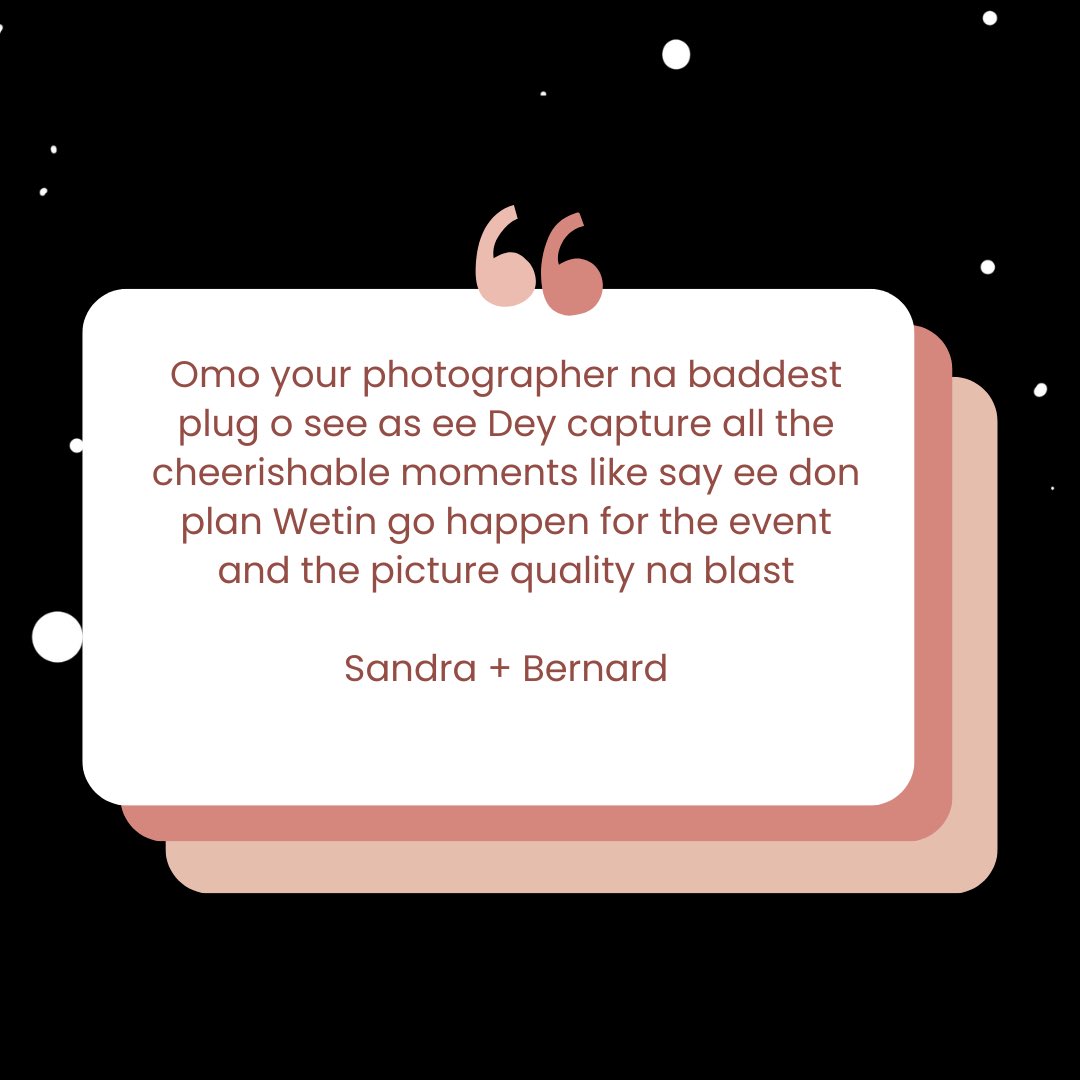 Omo your photographer na baddest
plug o see as ee Dey capture all the
cheerishable moments like say ee don
plan Wetin go happen for the event
and the picture quality na blast
Sandra + Bernard